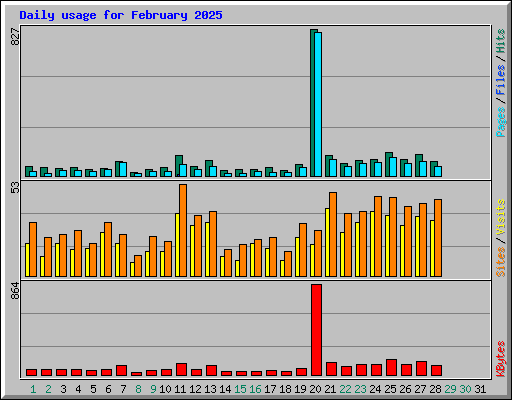 Daily usage for February 2025
827
Pages / Files / Hits
53
Sites / Visits
864
KBytes
1 2 3 4 5 6 7 8 9 10 11 12 13 14 15 16 17 18 19 20 21 22 23 24 25 26 27 28 29 30 31